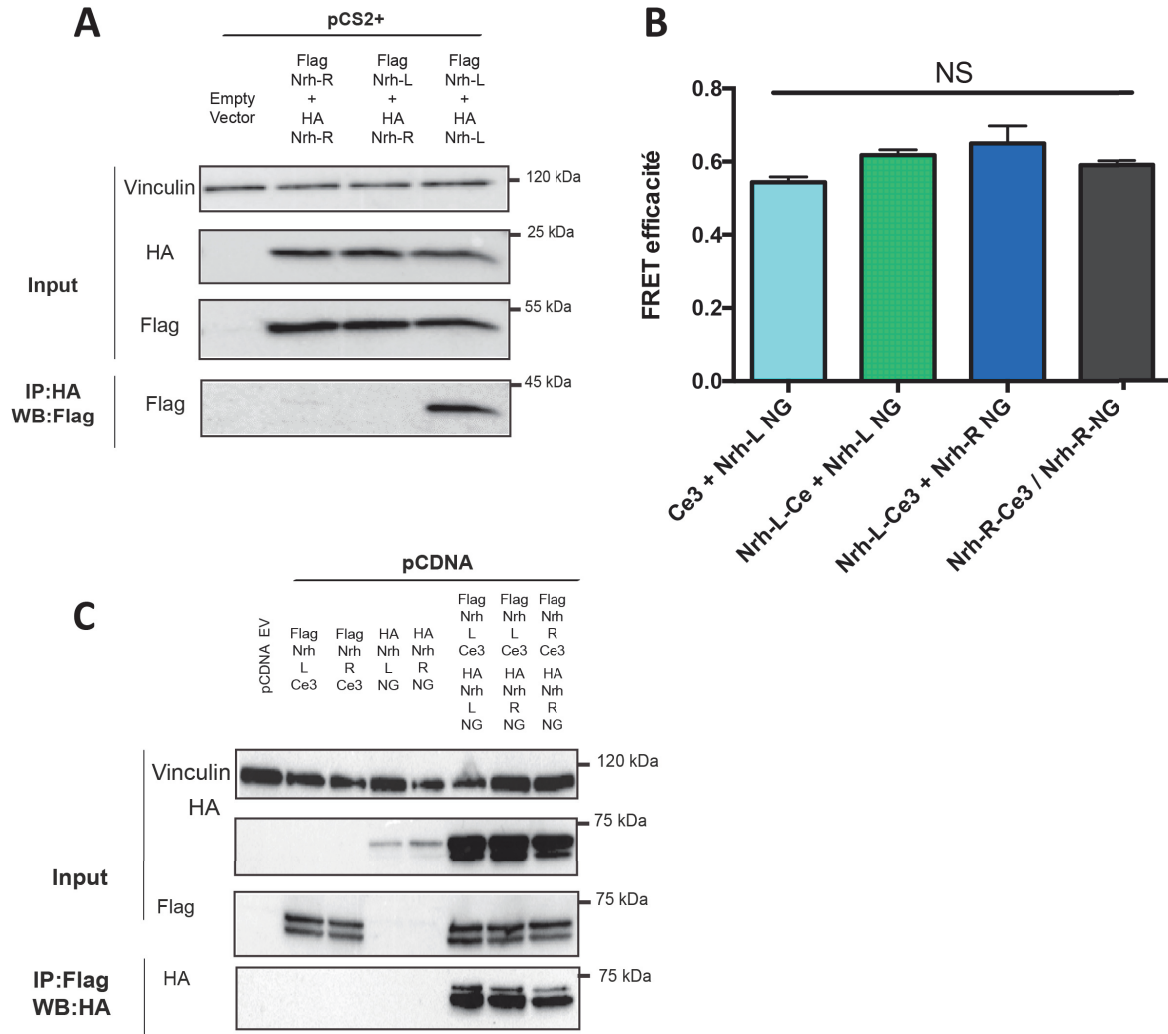 A
pCS2+
Empty
Vector
Flag
Nrh-R
+
HA
Nrh-R
Flag
Nrh-L
+
HA
Nrh-R
Flag
Nrh-L
+
HA
Nrh-L
Input
Vinculin
120 kDa
HA
25 kDa
Flag
55 kDa
IP:HA
WB:Flag
Flag
45 kDa
B
NS
FRET efficacité
0.8
0.6
0.4
0.2
0.0
Ce3 + Nrh-L NG
Nrh-L-Ce + Nrh-L NG
Nrh-L-Ce3 + Nrh-R NG
Nrh-R-Ce3 / Nrh-R-NG
C
pCDNA
pCDNA EV
Flag
Nrh
L
Ce3
Flag
Nrh
R
Ce3
HA
Nrh
L
NG
HA
Nrh
R
NG
Flag
Nrh
L
Ce3
HA
Nrh
L
NG
Flag
Nrh
L
Ce3
HA
Nrh
R
NG
Flag
Nrh
R
Ce3
HA
Nrh
R
NG
Input
Vinculin
120 kDa
HA
75 kDa
Flag
75 kDa
IP:Flag
WB:HA
HA
75 kDa